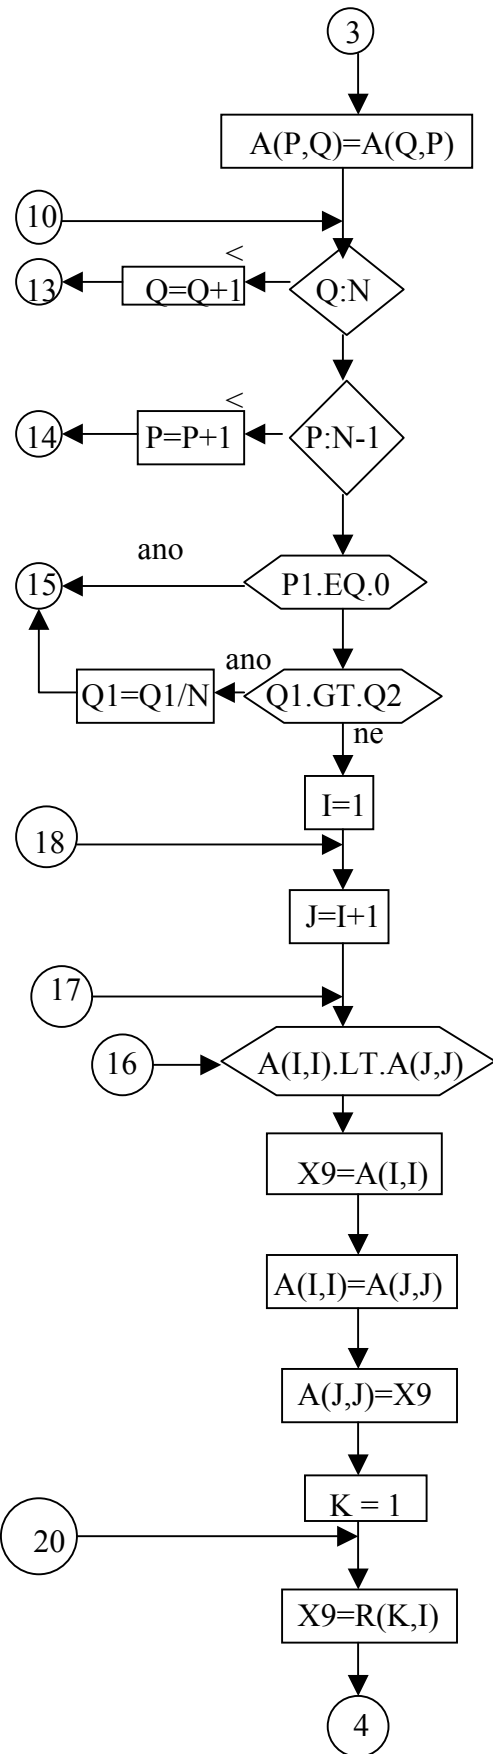 3
A(P,Q)=A(Q,P)
10
<
13
Q=Q+1
Q:N
<
14
P=P+1
P:N-1
ano
15
P1.EQ.0
ano
Q1=Q1/N
Q1.GT.Q2
ne
I=1
18
J=I+1
17
16
A(I,I).LT.A(J,J)
X9=A(I,I)
A(I,I)=A(J,J)
A(J,J)=X9
K = 1
20
X9=R(K,I)
4